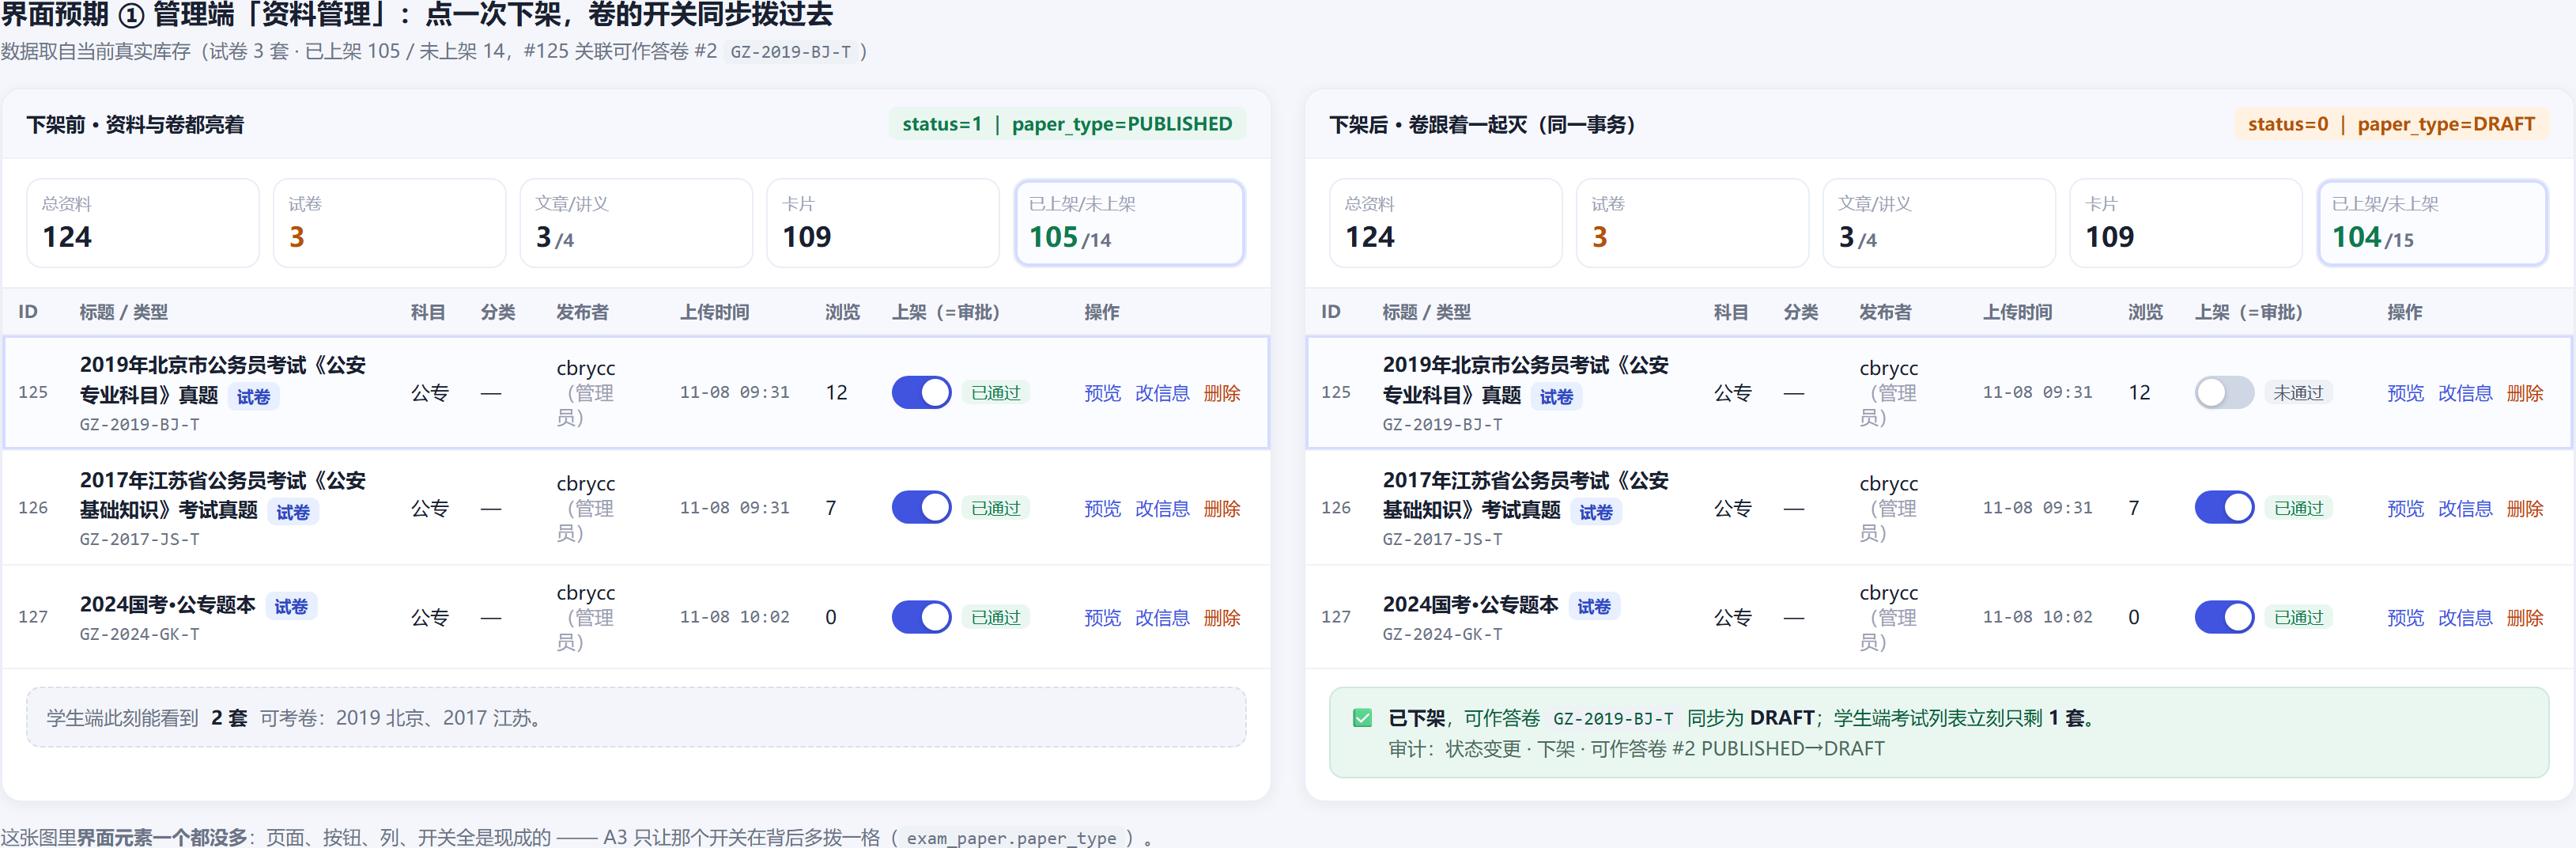 界面预期 ① 管理端「资料管理」：点一次下架，卷的开关同步拨过去
数据取自当前真实库存（试卷 3 套 · 已上架 105 / 未上架 14，#125 关联可作答卷 #2 GZ-2019-BJ-T ）
下架前 · 资料与卷都亮着
status=1 | paper_type=PUBLISHED
总资料 试卷 文章/讲义 卡片 已上架/未上架
124 3 3/4 109 105/14
ID 标题 / 类型 科目 分类 发布者 上传时间 浏览 上架（=审批） 操作
125 2019年北京市公务员考试《公安 专业科目》真题 试卷 公专 — cbrycc （管理 员） 11-08 09:31 12 已通过 预览 改信息 删除
GZ-2019-BJ-T
126 2017年江苏省公务员考试《公安 基础知识》考试真题 试卷 公专 — cbrycc （管理 员） 11-08 09:31 7 已通过 预览 改信息 删除
GZ-2017-JS-T
127 2024国考·公专题本 试卷 公专 — cbrycc （管理 员） 11-08 10:02 0 已通过 预览 改信息 删除
GZ-2024-GK-T
学生端此刻能看到 2 套 可考卷：2019 北京、2017 江苏。
下架后 · 卷跟着一起灭（同一事务）
status=0 | paper_type=DRAFT
总资料 试卷 文章/讲义 卡片 已上架/未上架
124 3 3/4 109 104/15
ID 标题 / 类型 科目 分类 发布者 上传时间 浏览 上架（=审批） 操作
125 2019年北京市公务员考试《公安 专业科目》真题 试卷 公专 — cbrycc （管理 员） 11-08 09:31 12 未通过 预览 改信息 删除
GZ-2019-BJ-T
126 2017年江苏省公务员考试《公安 基础知识》考试真题 试卷 公专 — cbrycc （管理 员） 11-08 09:31 7 已通过 预览 改信息 删除
GZ-2017-JS-T
127 2024国考·公专题本 试卷 公专 — cbrycc （管理 员） 11-08 10:02 0 已通过 预览 改信息 删除
GZ-2024-GK-T
已下架，可作答卷 GZ-2019-BJ-T 同步为 DRAFT；学生端考试列表立刻只剩 1 套。
审计：状态变更 · 下架 · 可作答卷 #2 PUBLISHED→DRAFT
这张图里界面元素一个都没多：页面、按钮、列、开关全是现成的 —— A3 只让那个开关在背后多拨一格（ exam_paper.paper_type ）。